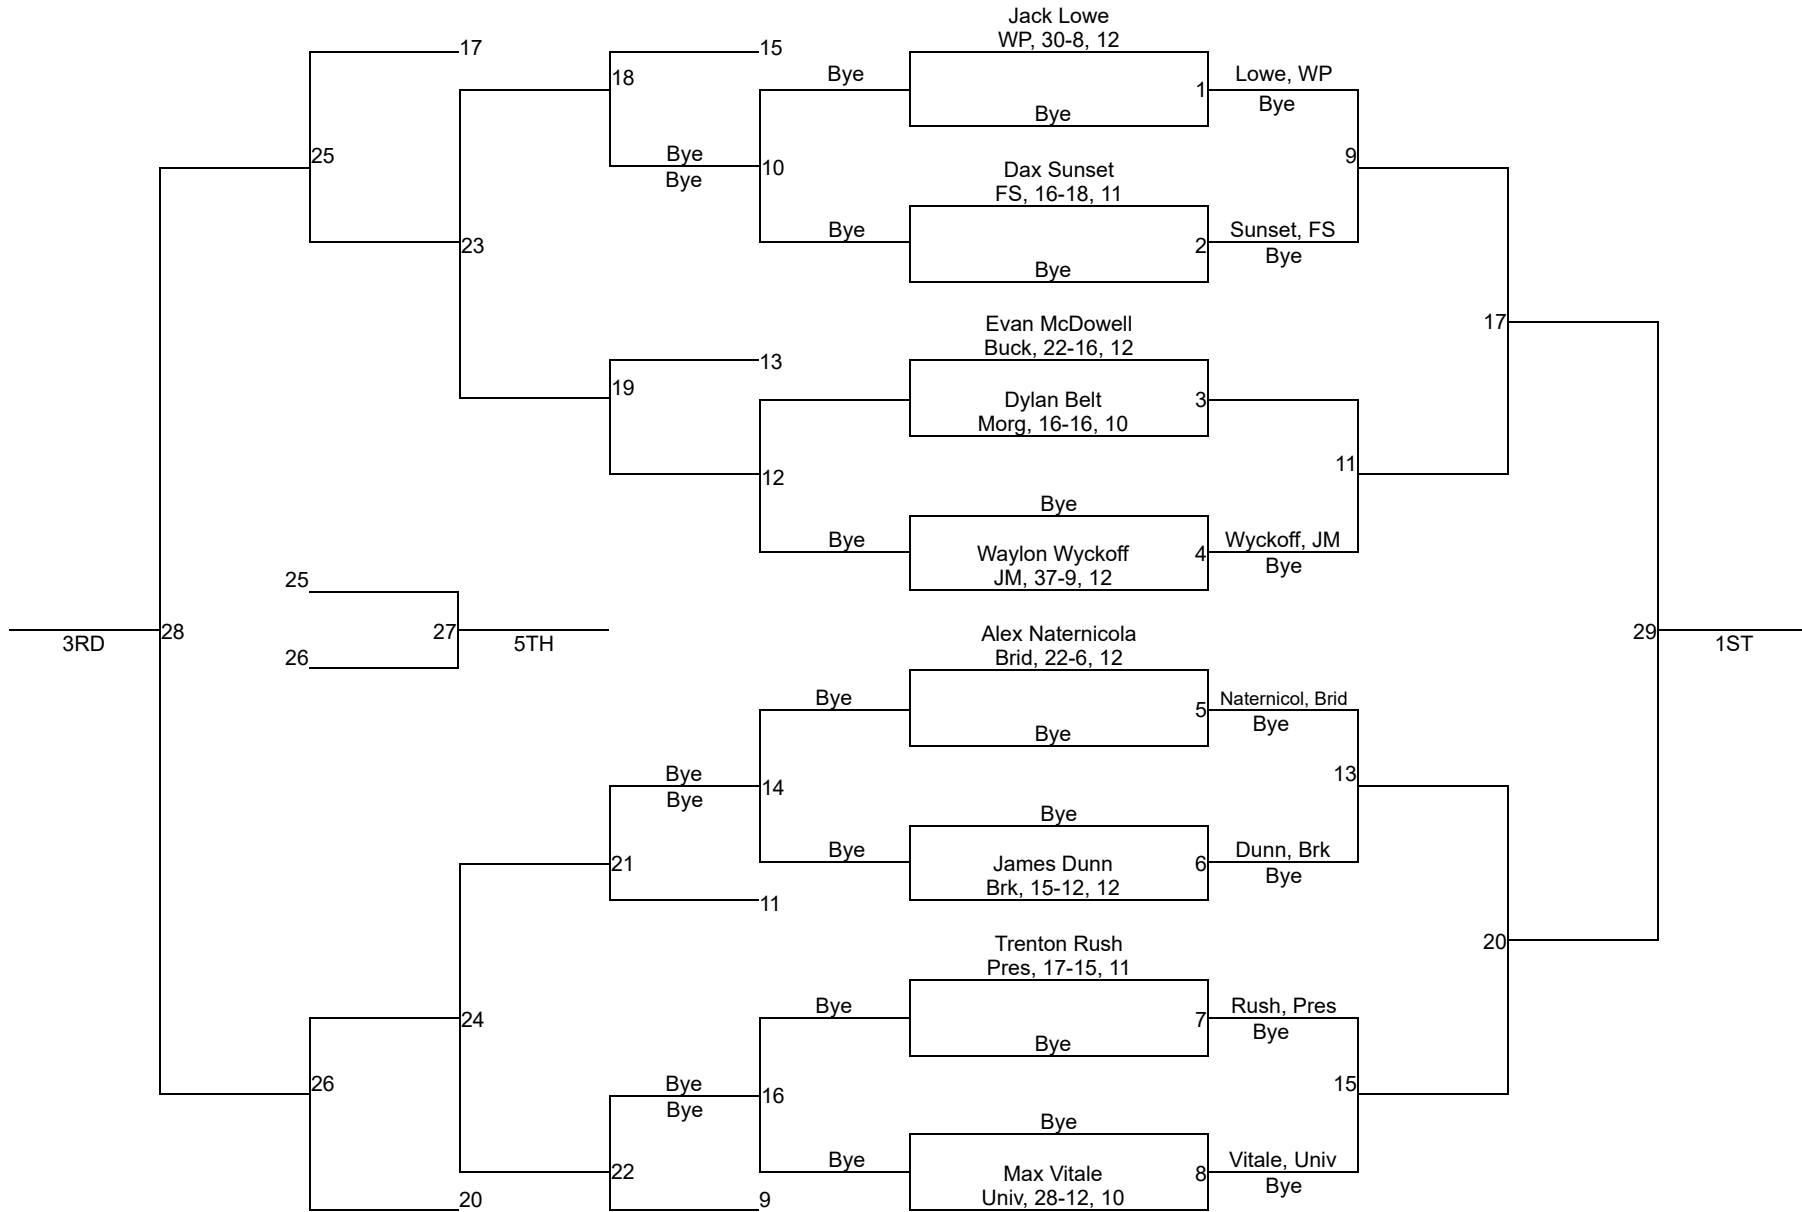 Jack Lowe
WP, 30-8, 12
17
15
18
Bye
1
Lowe, WP
Bye
Bye
25
Bye
Bye
10
9
Dax Sunset
FS, 16-18, 11
23
Bye
2
Sunset, FS
Bye
Bye
Evan McDowell
Buck, 22-16, 12
17
13
19
Dylan Belt
Morg, 16-16, 10
3
12
11
Bye
Bye
Waylon Wyckoff
JM, 37-9, 12
4
Wyckoff, JM
Bye
25
3RD
28
27
5TH
26
29
1ST
Alex Naternicola
Brid, 22-6, 12
Bye
5
Naternicol, Brid
Bye
Bye
Bye
Bye
14
13
Bye
21
Bye
James Dunn
Brk, 15-12, 12
6
Dunn, Brk
Bye
11
Trenton Rush
Pres, 17-15, 11
20
24
Bye
7
Rush, Pres
Bye
Bye
26
Bye
Bye
16
15
Bye
22
Bye
Max Vitale
Univ, 28-12, 10
8
Vitale, Univ
Bye
20
9